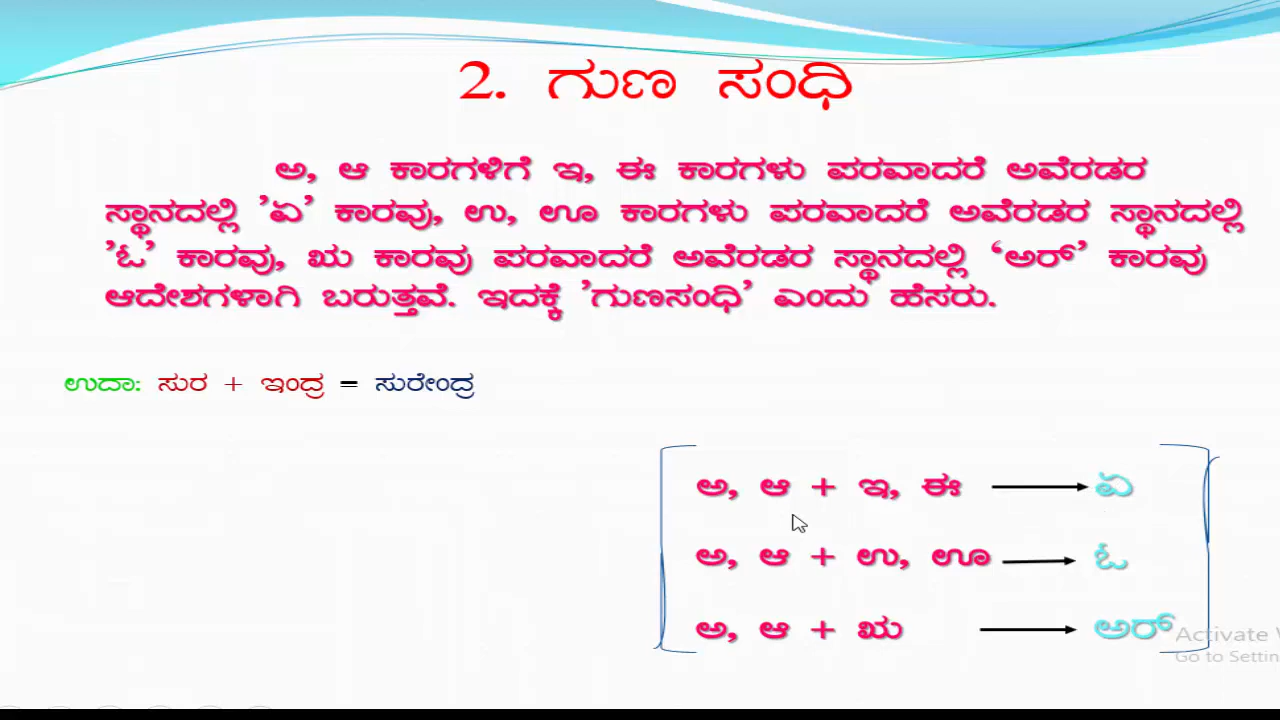 2. ಗುಣ ಸಂಧಿ
ಅ, ಆ ಕಾರಗಳಿಗೆ ಇ, ಈ ಕಾರಗಳು ಪರವಾದರೆ ಅವೆರಡರ
ಸ್ಥಾನದಲ್ಲಿ 'ಏ' ಕಾರವು, ಉ, ಊ ಕಾರಗಳು ಪರವಾದರೆ ಅವೆರಡರ ಸ್ಥಾನದಲ್ಲಿ
'ಓ' ಕಾರವು, ಋ ಕಾರವು ಪರವಾದರೆ ಅವೆರಡರ ಸ್ಥಾನದಲ್ಲಿ 'ಅರ್' ಕಾರವು
ಆದೇಶಗಳಾಗಿ ಬರುತ್ತವೆ. ಇದಕ್ಕೆ 'ಗುಣಸಂಧಿ' ಎಂದು ಹೆಸರು.
ಉದಾ: ಸುರ + ಇಂದ್ರ = ಸುರೇಂದ್ರ
ಅ, ಆ + ಇ, ಈ → ಏ
ಅ, ಆ + ಉ, ಊ → ಓ
ಅ, ಆ + ಋ → ಅರ್
Activate
Go to Settin